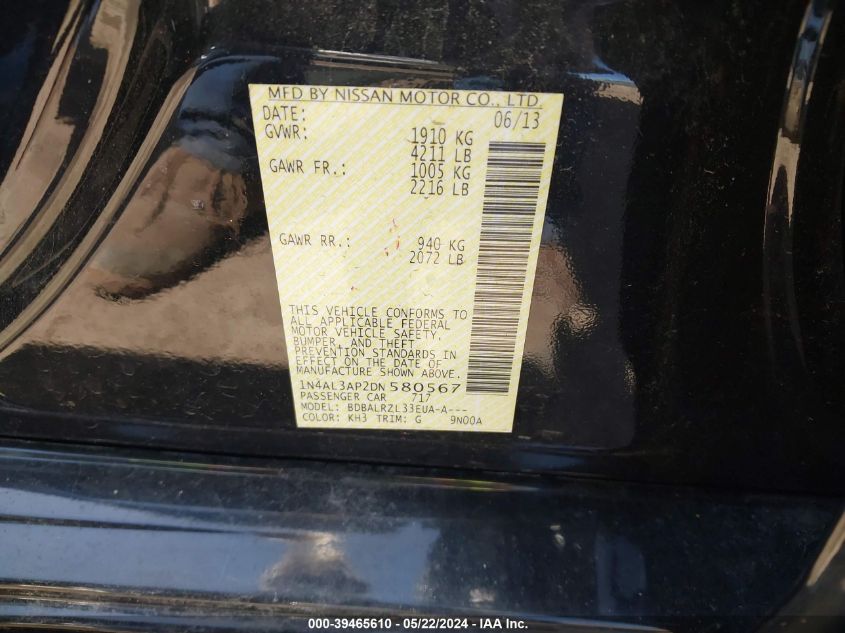 MFD BY NISSAN MOTOR CO., LTD.
DATE: 06/13
GVWR: 1910 KG
4211 LB
GAWR FR.: 1005 KG
2216 LB
GAWR RR.: 940 KG
2072 LB
THIS VEHICLE CONFORMS TO
ALL APPLICABLE FEDERAL
MOTOR VEHICLE SAFETY,
BUMPER, AND THEFT
PREVENTION STANDARDS IN
EFFECT ON THE DATE OF
MANUFACTURE SHOWN ABOVE.
1N4AL3AP2DN580567
PASSENGER CAR 717
MODEL: BDBALRZL33EUA-A---
COLOR: KH3 TRIM: G 9N00A
000-39465610 - 05/22/2024 - IAA Inc.